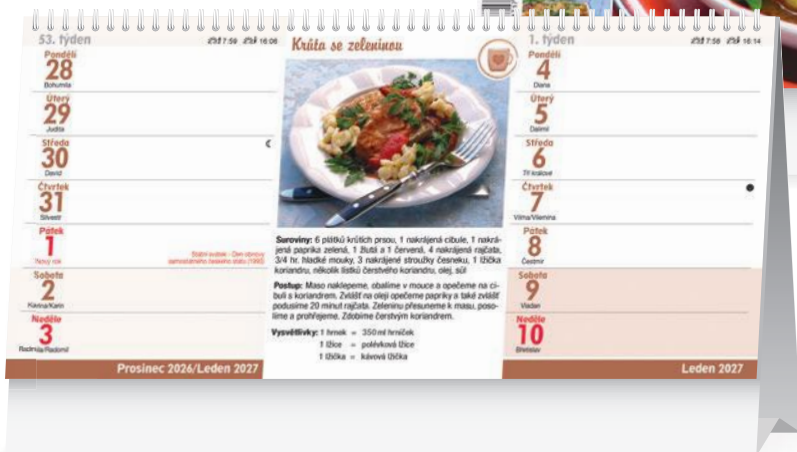 53. týden
7:59 16:06
Pondělí
28
Bohumila
Úterý
29
Judita
Středa
30
David
Čtvrtek
31
Silvestr
Pátek
1
Nový rok
Státní svátek - Den obnovy
samostatného českého státu (1993)
Sobota
2
Karina/Karin
Neděle
3
Radmila/Radomil
Prosinec 2026/Leden 2027
Krůta se zeleninou
Suroviny: 6 plátků krůtích prsou, 1 nakrájená cibule, 1 nakrá-
jená paprika zelená, 1 žlutá a 1 červená, 4 nakrájená rajčata,
3/4 hr. hladké mouky, 3 nakrájené stroužky česneku, 1 lžička
koriandru, několik lístků čerstvého koriandru, olej, sůl
Postup: Maso naklepeme, obalíme v mouce a opečeme na ci-
buli s koriandrem. Zvlášť na oleji opečeme papriky a také zvlášť
podusíme 20 minut rajčata. Zeleninu přesuneme k masu, poso-
líme a prohřejeme. Zdobíme čerstvým koriandrem.
Vysvětlivky: 1 hrnek = 350 ml hrníček
1 lžíce = polévková lžíce
1 lžička = kávová lžička
1. týden
7:58 16:14
Pondělí
4
Diana
Úterý
5
Dalimil
Středa
6
Tři králové
Čtvrtek
7
Vilma/Vilemína
Pátek
8
Čestmír
Sobota
9
Vladan
Neděle
10
Břetislav
Leden 2027